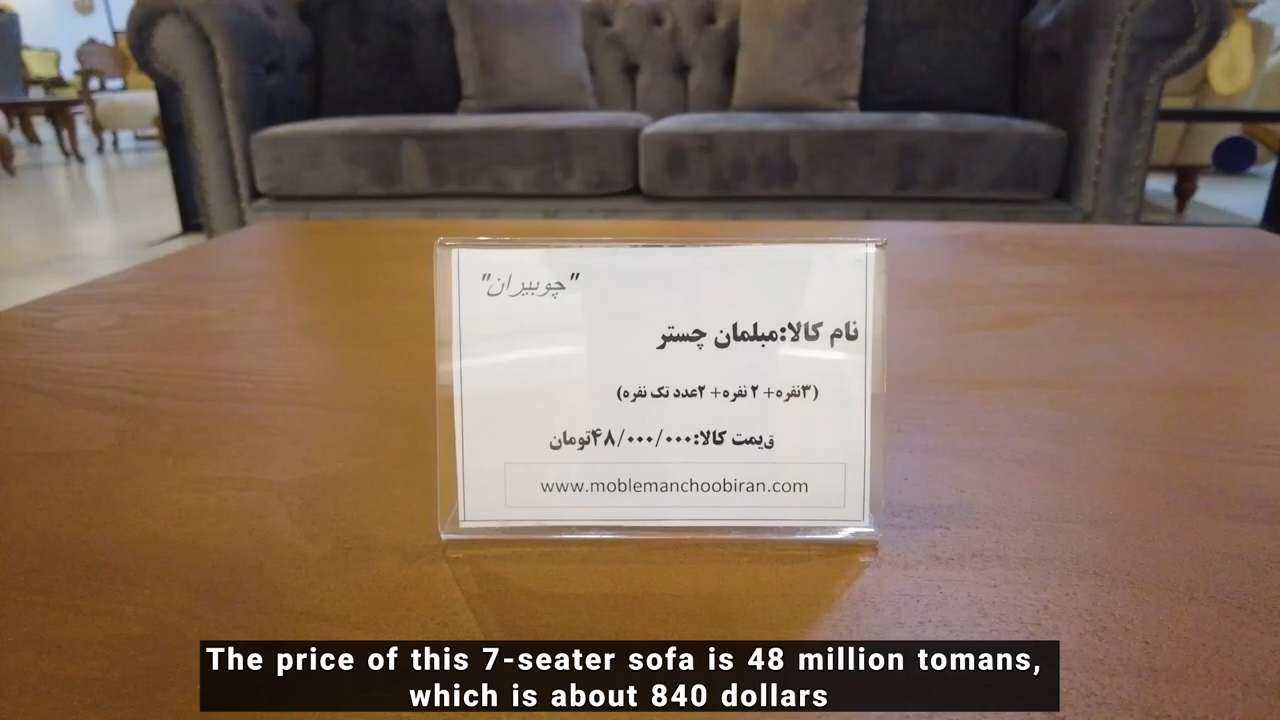 "چوبیران"
نام کالا:مبلمان چستر
(۳نفره+ ۲ نفره+ ۲عدد تک نفره)
قیمت کالا:۴۸/۰۰۰/۰۰۰تومان
www.moblemanchoobiran.com
The price of this 7-seater sofa is 48 million tomans,
which is about 840 dollars